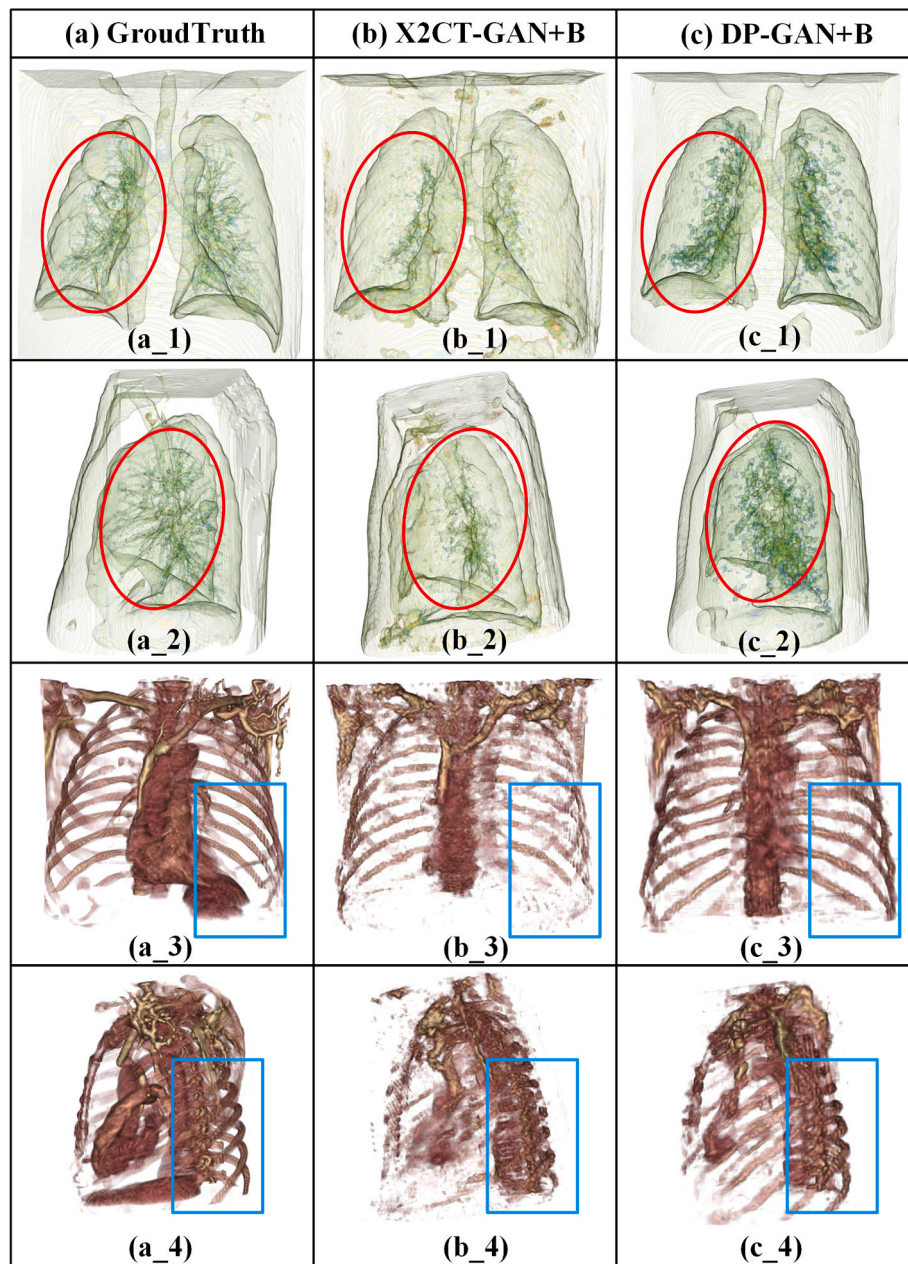 (a) GroudTruth
(b) X2CT-GAN+B
(c) DP-GAN+B
(a_1)
(b_1)
(c_1)
(a_2)
(b_2)
(c_2)
(a_3)
(b_3)
(c_3)
(a_4)
(b_4)
(c_4)